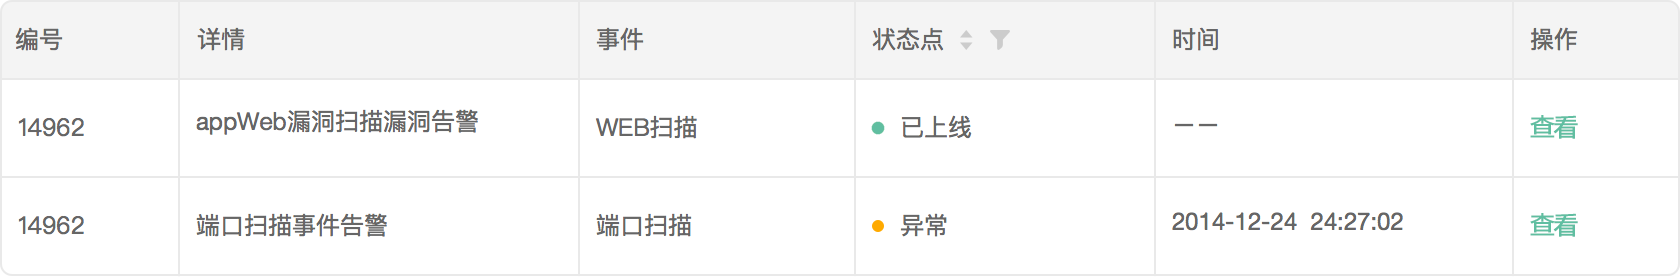 编号 详情 事件 状态点 时间 操作
14962 appWeb漏洞扫描漏洞告警 WEB扫描 已上线 —— 查看
14962 端口扫描事件告警 端口扫描 异常 2014-12-24 24:27:02 查看